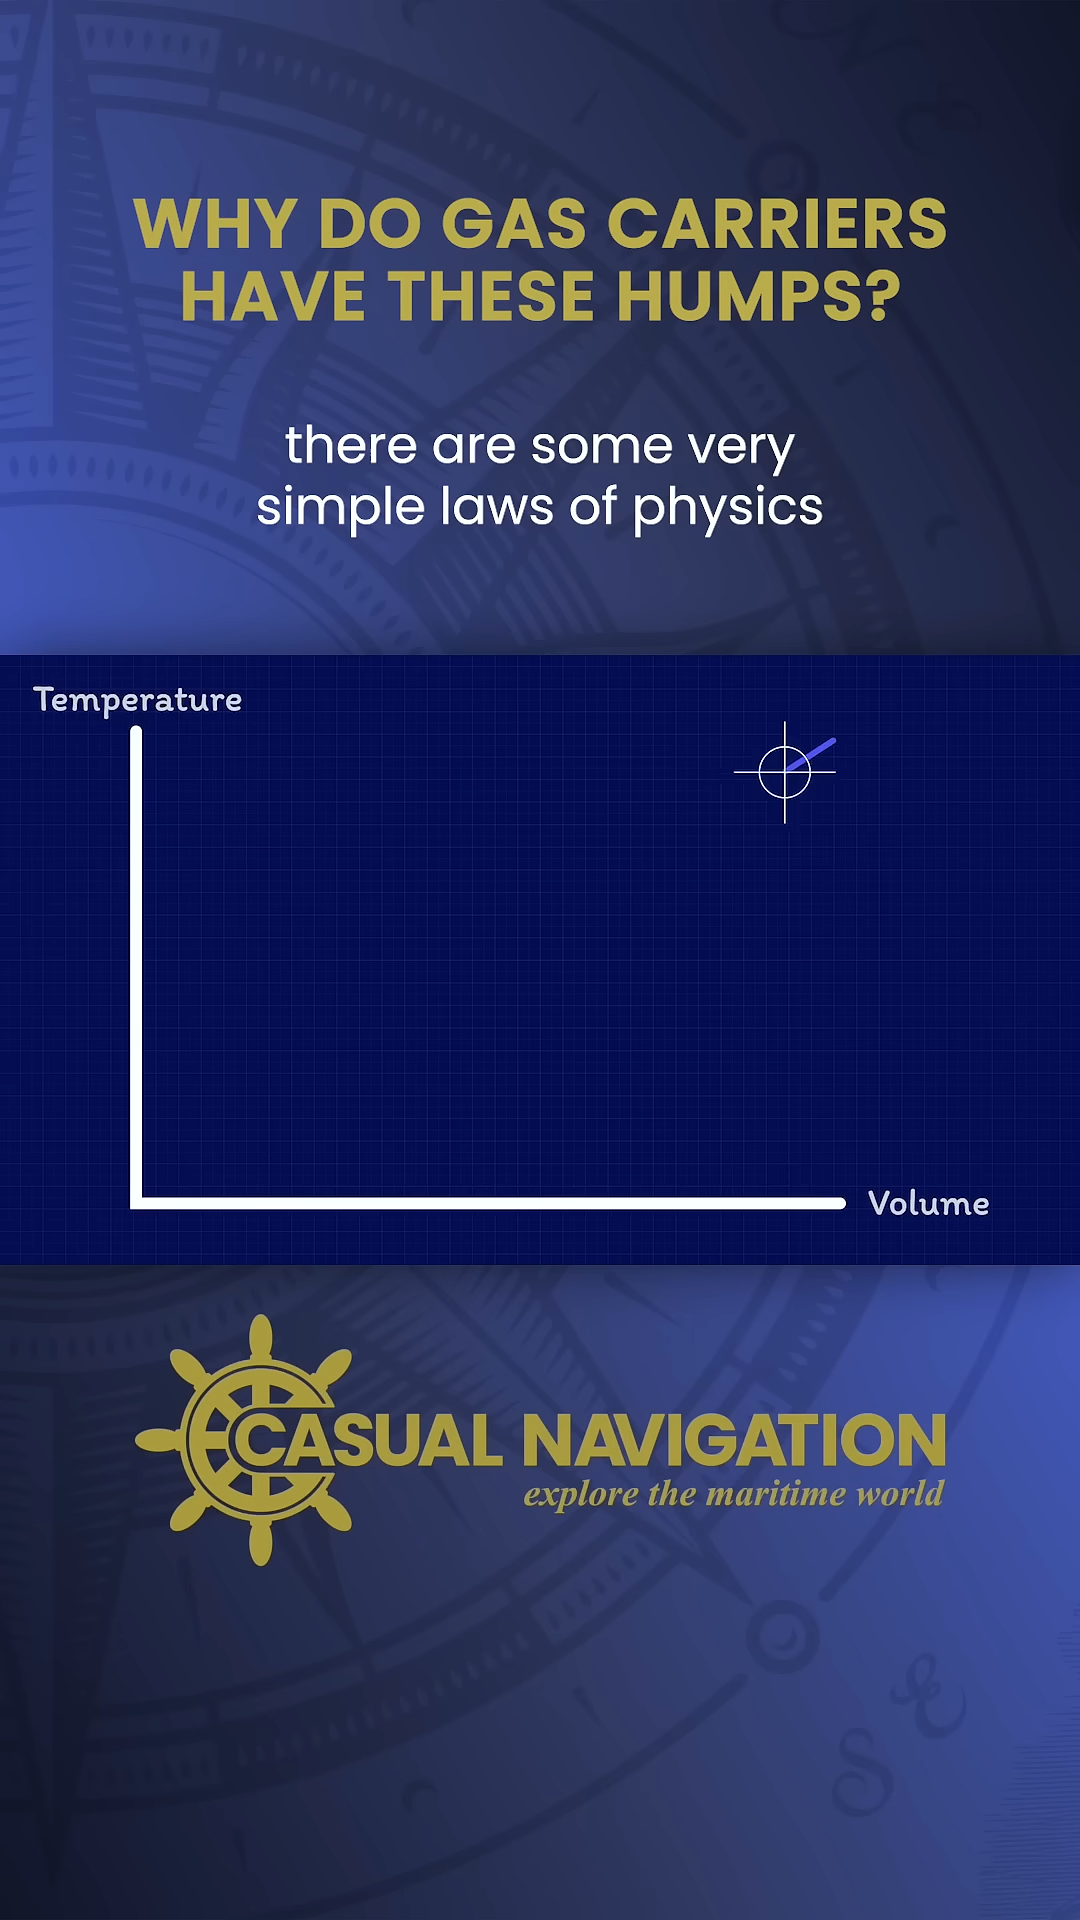 WHY DO GAS CARRIERS
HAVE THESE HUMPS?
there are some very
simple laws of physics
Temperature
Volume
CASUAL NAVIGATION
explore the maritime world
N E
S E